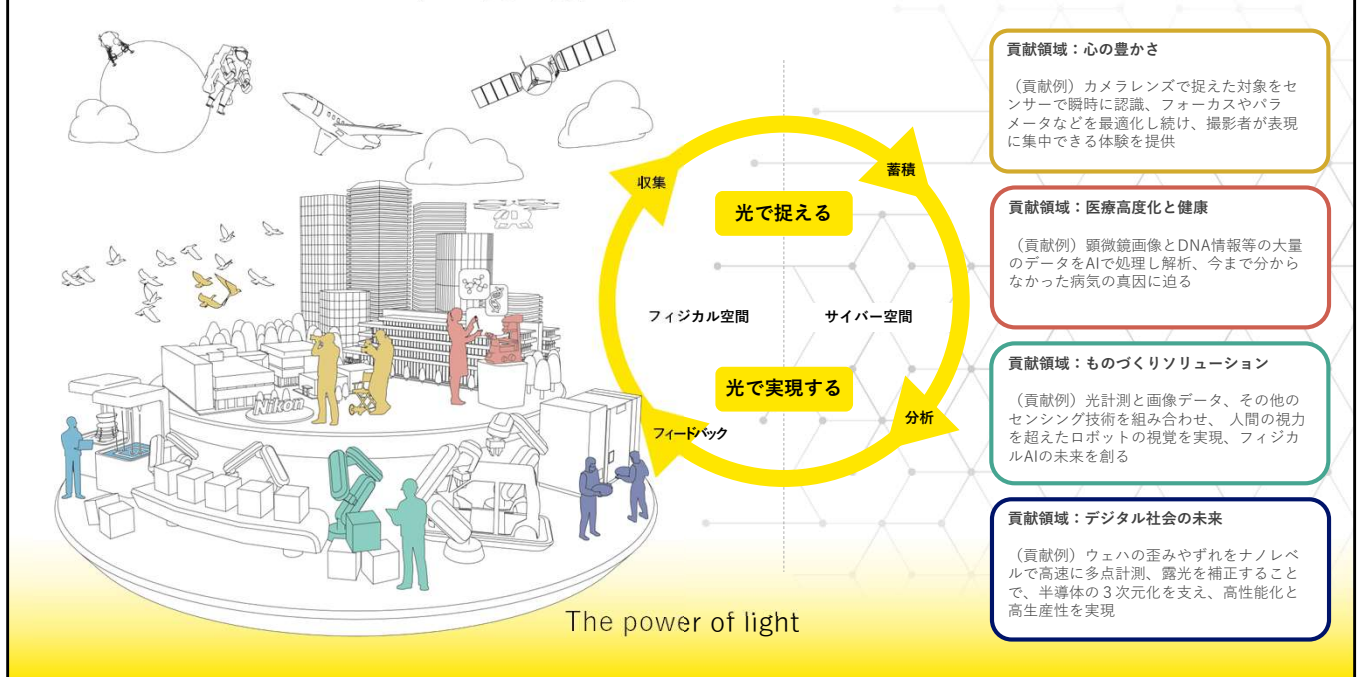 収集
蓄積
光で捉える
フィジカル空間
サイバー空間
光で実現する
フィードバック
分析
Nikon
The power of light
貢献領域：心の豊かさ
（貢献例）カメラレンズで捉えた対象をセ
ンサーで瞬時に認識、フォーカスやパラ
メータなどを最適化し続け、撮影者が表現
に集中できる体験を提供
貢献領域：医療高度化と健康
（貢献例）顕微鏡画像とDNA情報等の大量
のデータをAIで処理し解析、今まで分から
なかった病気の真因に迫る
貢献領域：ものづくりソリューション
（貢献例）光計測と画像データ、その他の
センシング技術を組み合わせ、 人間の視力
を超えたロボットの視覚を実現、フィジカ
ルAIの未来を創る
貢献領域：デジタル社会の未来
（貢献例）ウェハの歪みやずれをナノレベ
ルで高速に多点計測、露光を補正すること
で、半導体の３次元化を支え、高性能化と
高生産性を実現